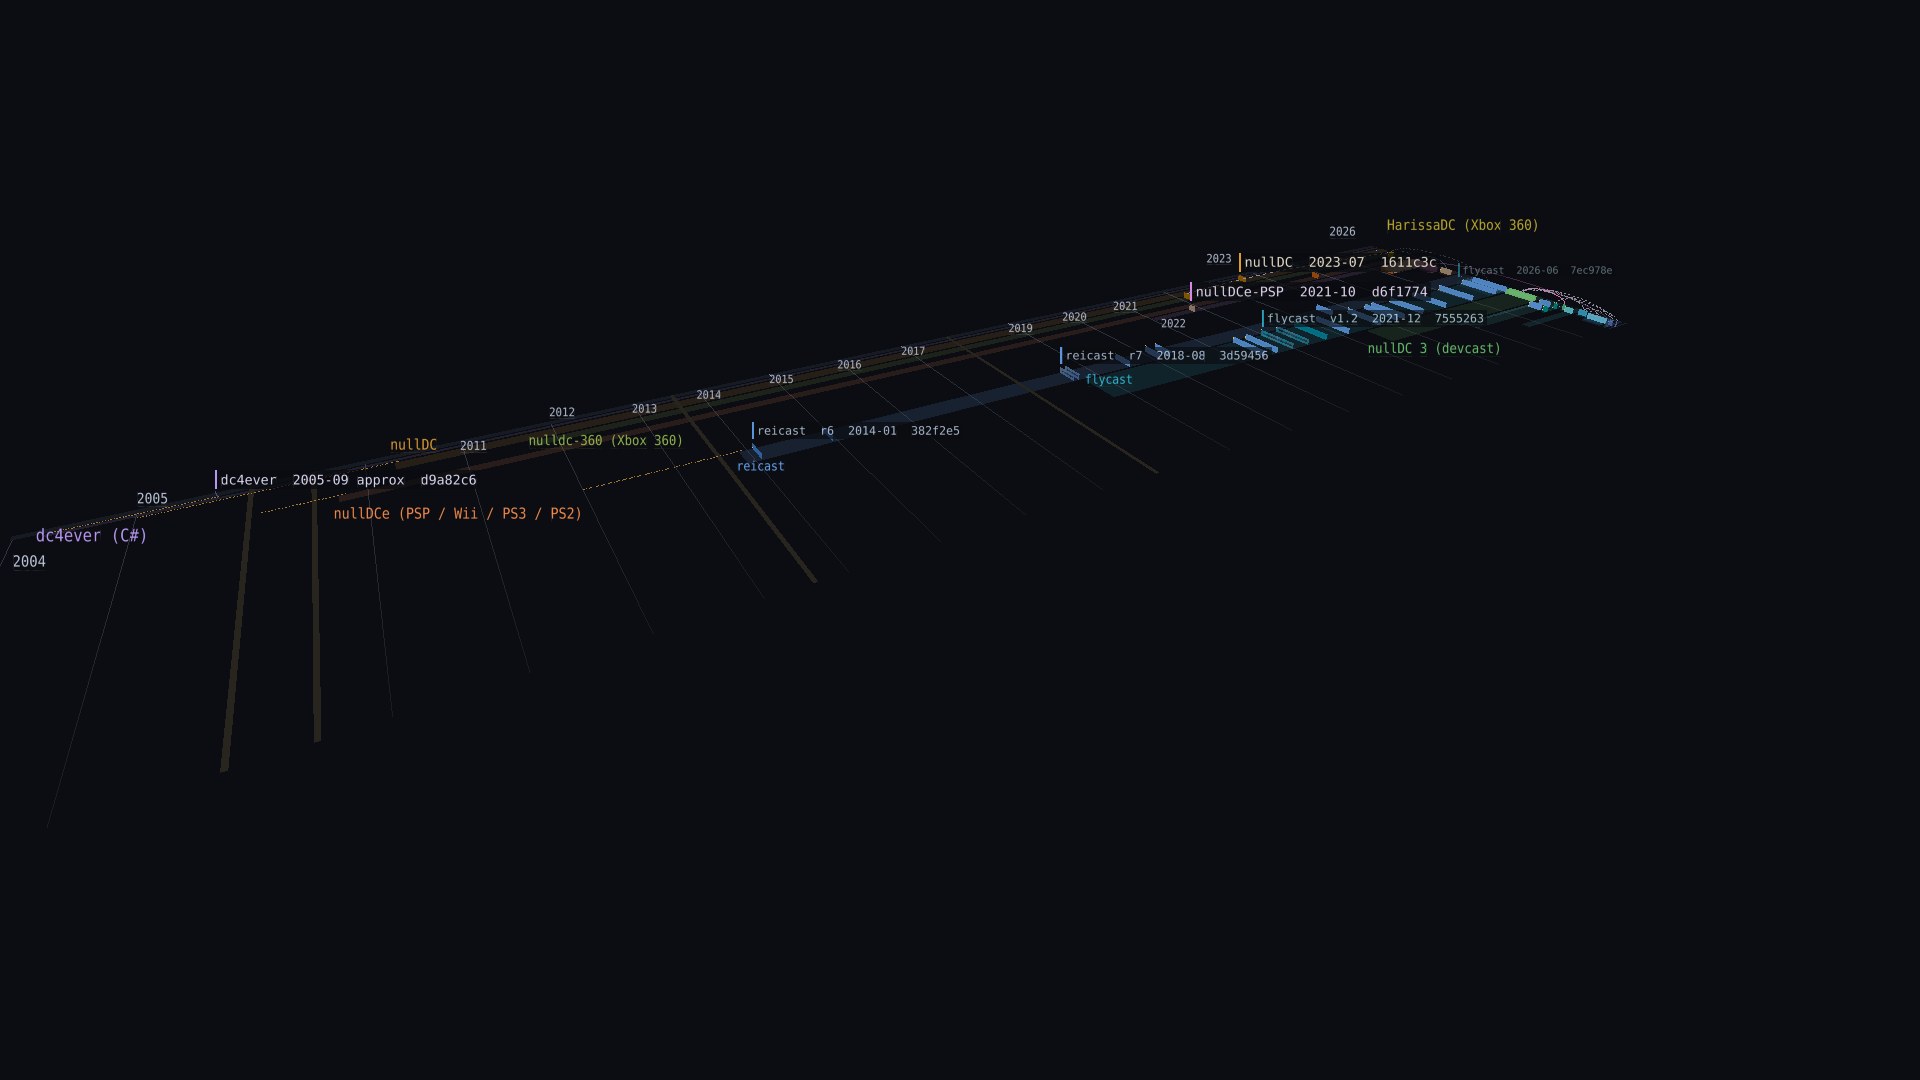 HarissaDC (Xbox 360)
2026
2023
nullDC 2023-07 1611c3c
flycast 2026-06 7ec978e
nullDCe-PSP 2021-10 d6f1774
2021
2020
2022
flycast v1.2 2021-12 7555263
2019
nullDC 3 (devcast)
2017
reicast r7 2018-08 3d59456
2016
2015
flycast
2014
2013
2012
reicast r6 2014-01 382f2e5
nullDC
2011
nulldc-360 (Xbox 360)
reicast
dc4ever 2005-09 approx d9a82c6
2005
nullDCe (PSP / Wii / PS3 / PS2)
dc4ever (C#)
2004